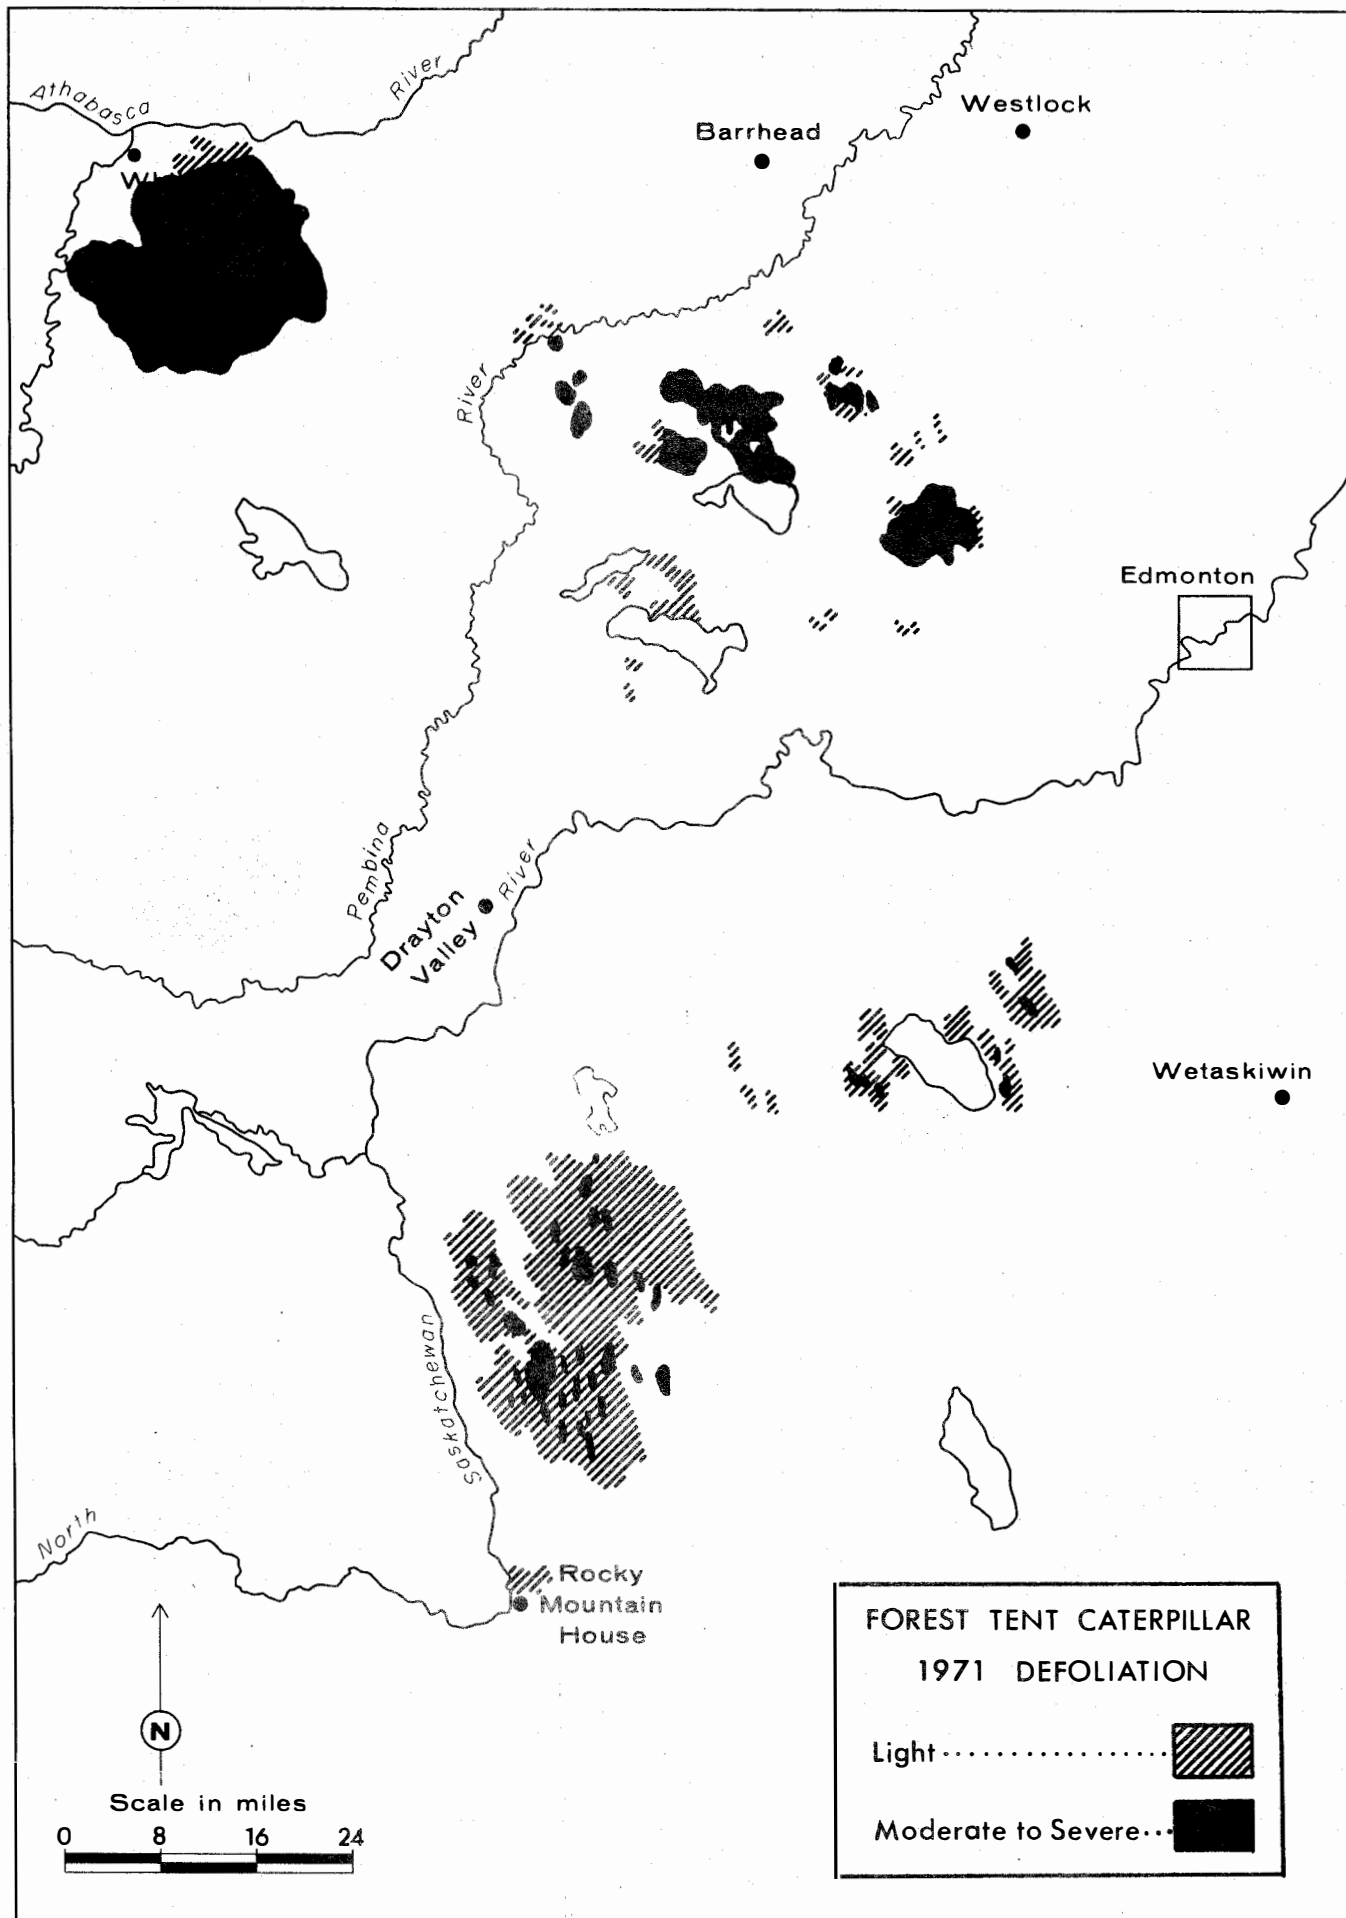 Athabasca River
Westlock
Barrhead
River
Edmonton
Pembina
River
Drayton
Valley
Wetaskiwin
Saskatchewan
North
Rocky
Mountain
House
N
Scale in miles
0 8 16 24
FOREST TENT CATERPILLAR
1971 DEFOLIATION
Light
Moderate to Severe